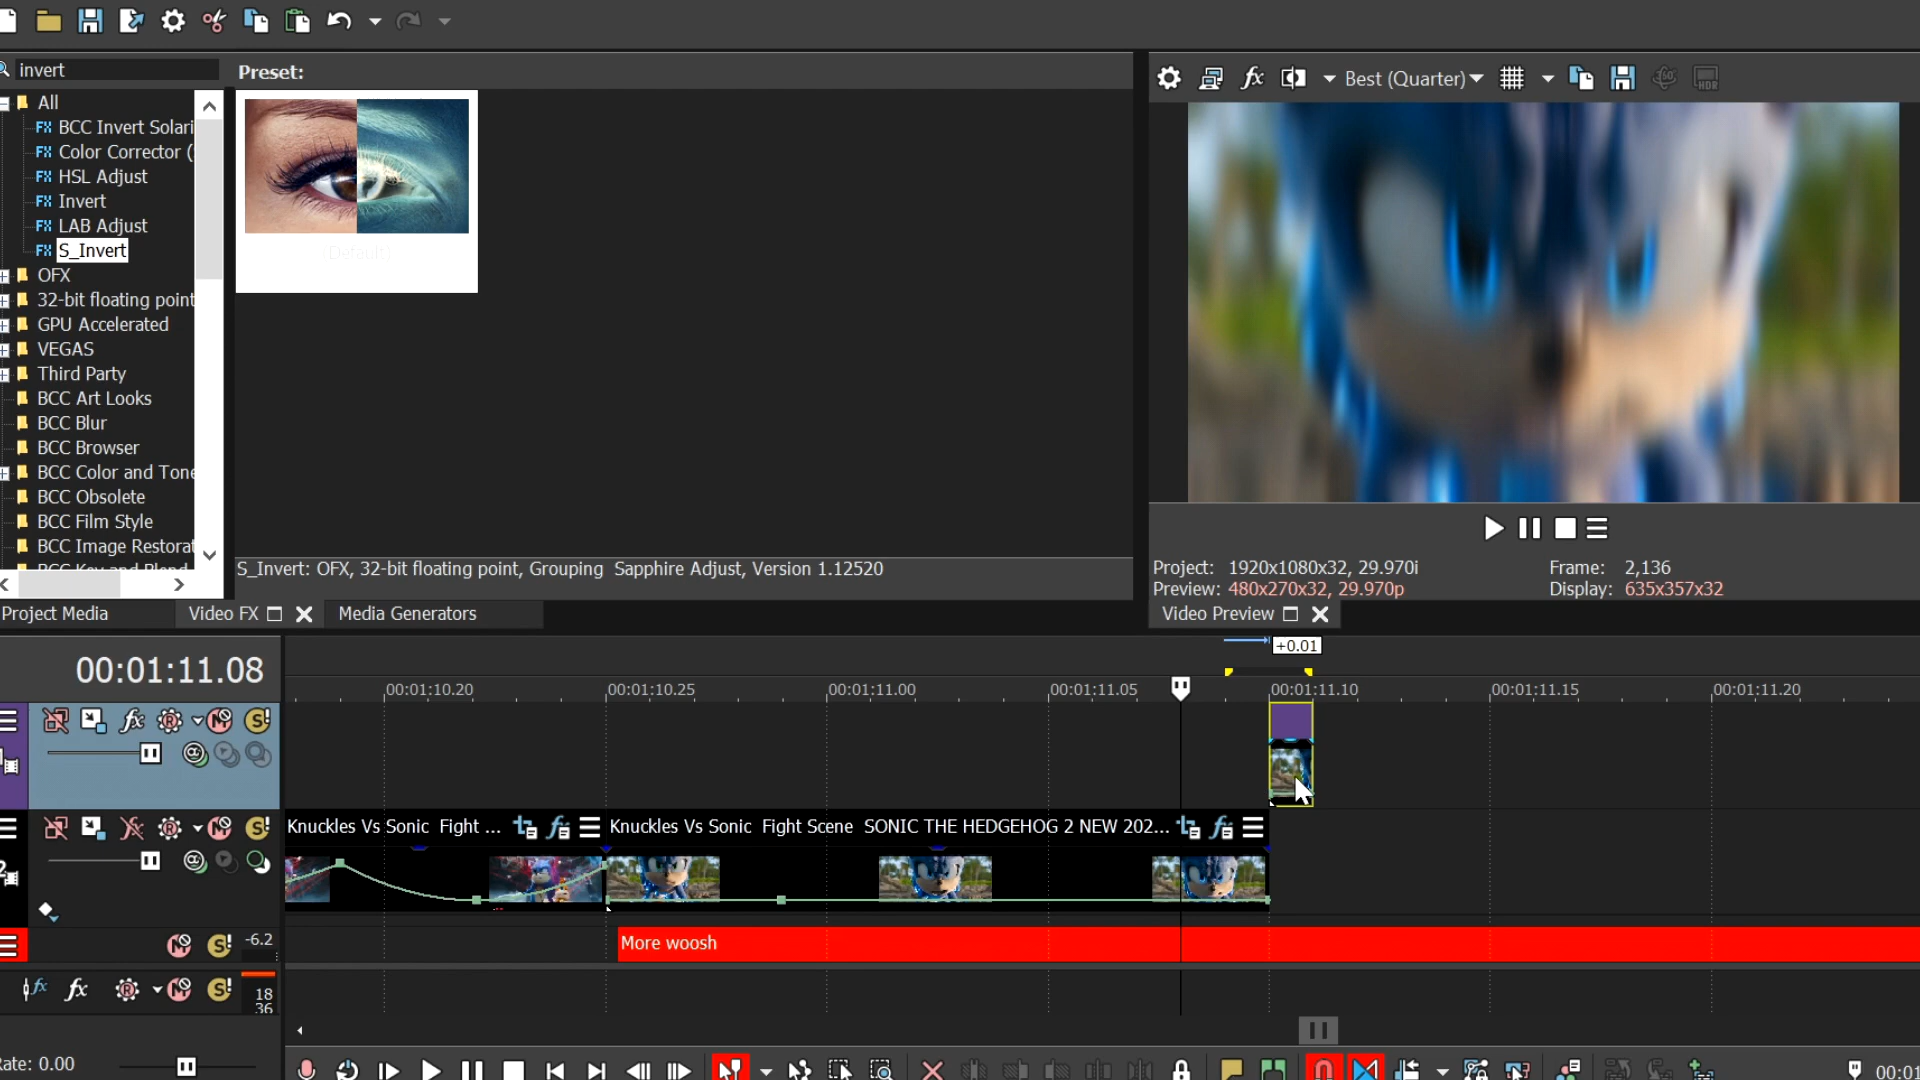 invert
Preset:
Best (Quarter)
All
BCC Invert Solari
Color Corrector (
HSL Adjust
Invert
LAB Adjust
S_Invert
(Default)
OFX
32-bit floating point
GPU Accelerated
VEGAS
Third Party
BCC Art Looks
BCC Blur
BCC Browser
BCC Color and Tone
BCC Obsolete
BCC Film Style
BCC Image Restorat
S_Invert: OFX, 32-bit floating point, Grouping Sapphire Adjust, Version 1.12520
Project: 1920x1080x32, 29.970i
Frame: 2,136
Preview: 480x270x32, 29.970p
Display: 635x357x32
Project Media
Video FX
Media Generators
Video Preview
+0.01
00:01:11.08
00:01:10.20
00:01:10.25
00:01:11.00
00:01:11.05
00:01:11.10
00:01:11.15
00:01:11.20
Knuckles Vs Sonic Fight ...
Knuckles Vs Sonic Fight Scene SONIC THE HEDGEHOG 2 NEW 202...
-6.2
More woosh
18
36
ate: 0.00
00:01